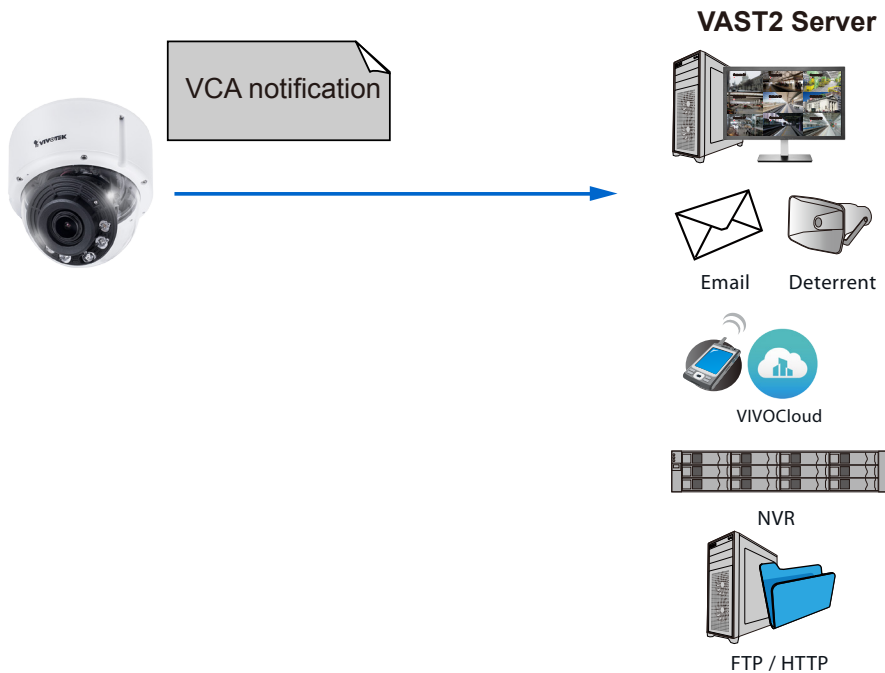 VAST2 Server
VCA notification
VIVOTEK
Email
Deterrent
VIVOCloud
NVR
FTP / HTTP